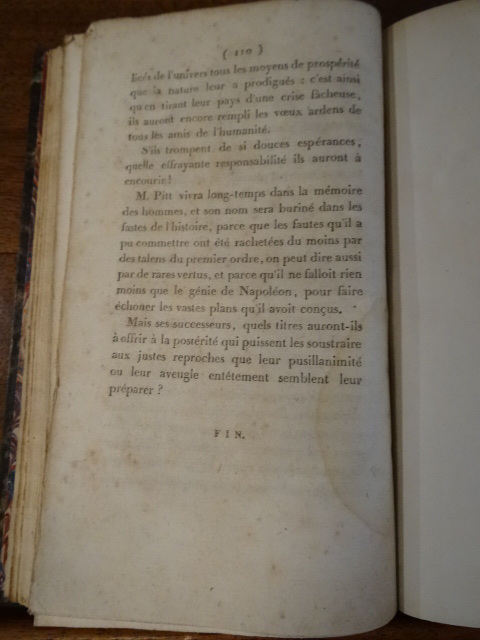 ( 110 )
de l'univers tous les moyens de prospérité
que la nature leur a prodigués : c'est ainsi
qu'en tirant leur pays d'une crise fâcheuse,
ils auront encore rempli les vœux ardens de
tous les amis de l'humanité.
S'ils trompent de si douces espérances,
quelle effrayante responsabilité ils auront à
encourir!
M. Pitt vivra long-temps dans la mémoire
des hommes, et son nom sera buriné dans les
fastes de l'histoire, parce que les fautes qu'il a
pu commettre ont été rachetées du moins par
des talens du premier ordre, on peut dire aussi
par de rares vertus, et parce qu'il ne falloit rien
moins que le génie de Napoléon, pour faire
échouer les vastes plans qu'il avoit conçus.
Mais ses successeurs, quels titres auront-ils
à offrir à la postérité qui puissent les soustraire
aux justes reproches que leur pusillanimité
ou leur aveugle entêtement semblent leur
préparer ?
FIN.